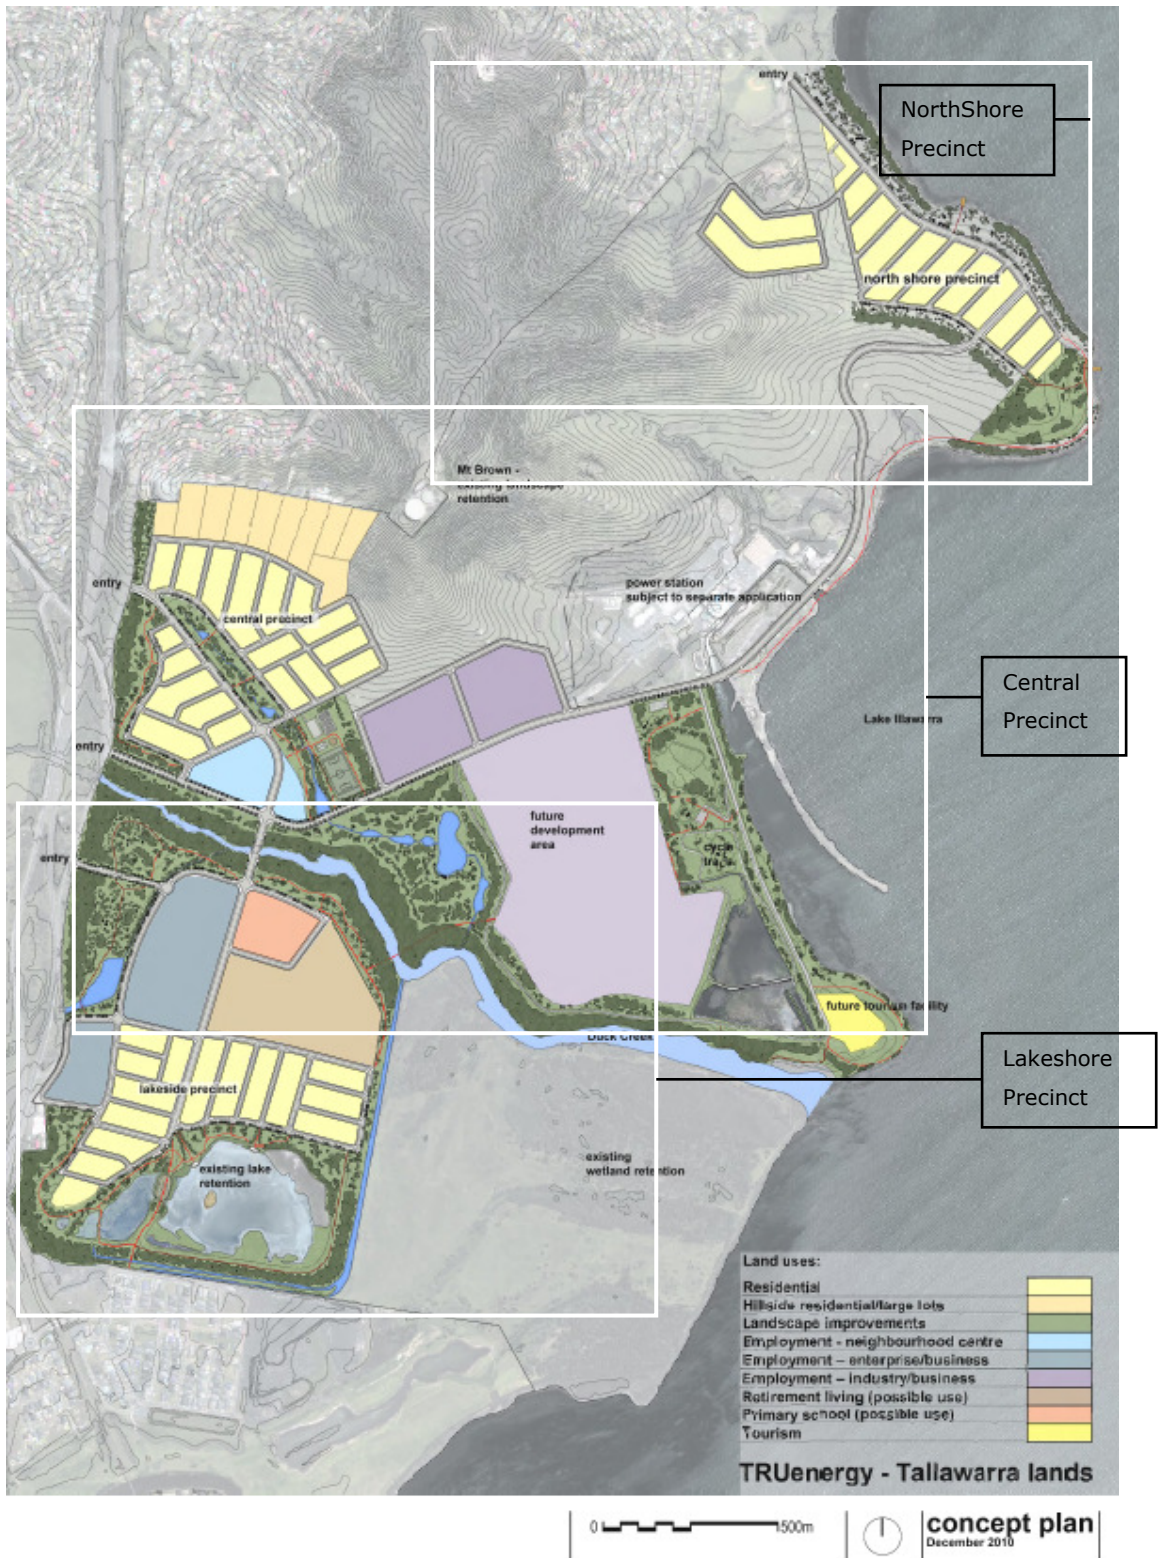 entry
NorthShore
Precinct
north shore precinct
Mt Brown -
existing landscape
retention
entry
power station
subject to separate application
central precinct
Central
Precinct
Lake Illawarra
entry
future
development
area
cycle
track
entry
future tourism facility
Duck Creek
Lakeshore
Precinct
lakeside precinct
existing lake
retention
existing
wetland retention
Land uses:
Residential
Hillside residential/large lots
Landscape improvements
Employment - neighbourhood centre
Employment – enterprise/business
Employment – industry/business
Retirement living (possible use)
Primary school (possible use)
Tourism
TRUenergy - Tallawarra lands
0 500m
concept plan
December 2010